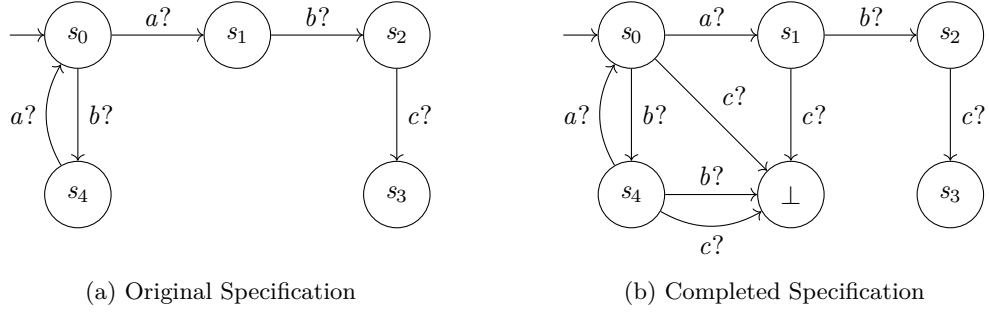 s₀ a? s₁ b? s₂
a? b? c?
s₄ s₃
(a) Original Specification
s₀ a? s₁ b? s₂
a? b? c? c? c?
s₄ b? ⊥ s₃
c?
(b) Completed Specification